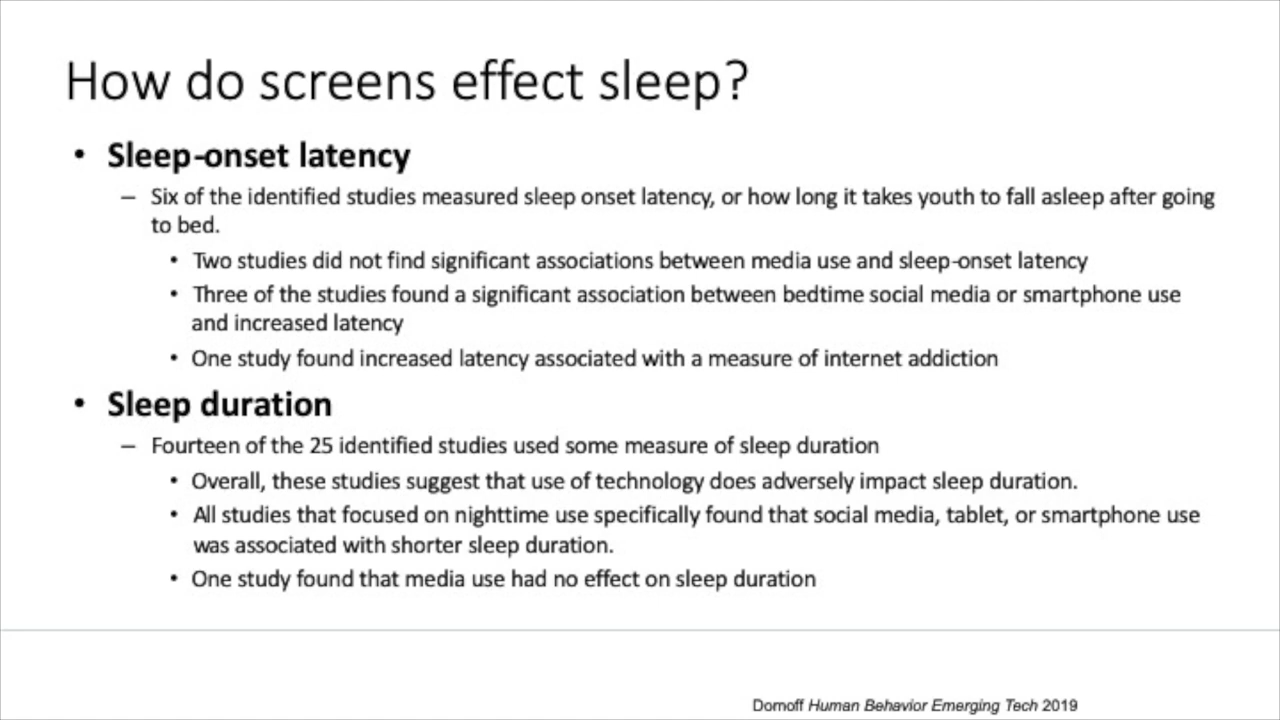 How do screens effect sleep?
• Sleep-onset latency
– Six of the identified studies measured sleep onset latency, or how long it takes youth to fall asleep after going
to bed.
• Two studies did not find significant associations between media use and sleep-onset latency
• Three of the studies found a significant association between bedtime social media or smartphone use
and increased latency
• One study found increased latency associated with a measure of internet addiction
• Sleep duration
– Fourteen of the 25 identified studies used some measure of sleep duration
• Overall, these studies suggest that use of technology does adversely impact sleep duration.
• All studies that focused on nighttime use specifically found that social media, tablet, or smartphone use
was associated with shorter sleep duration.
• One study found that media use had no effect on sleep duration
Domoff Human Behavior Emerging Tech 2019